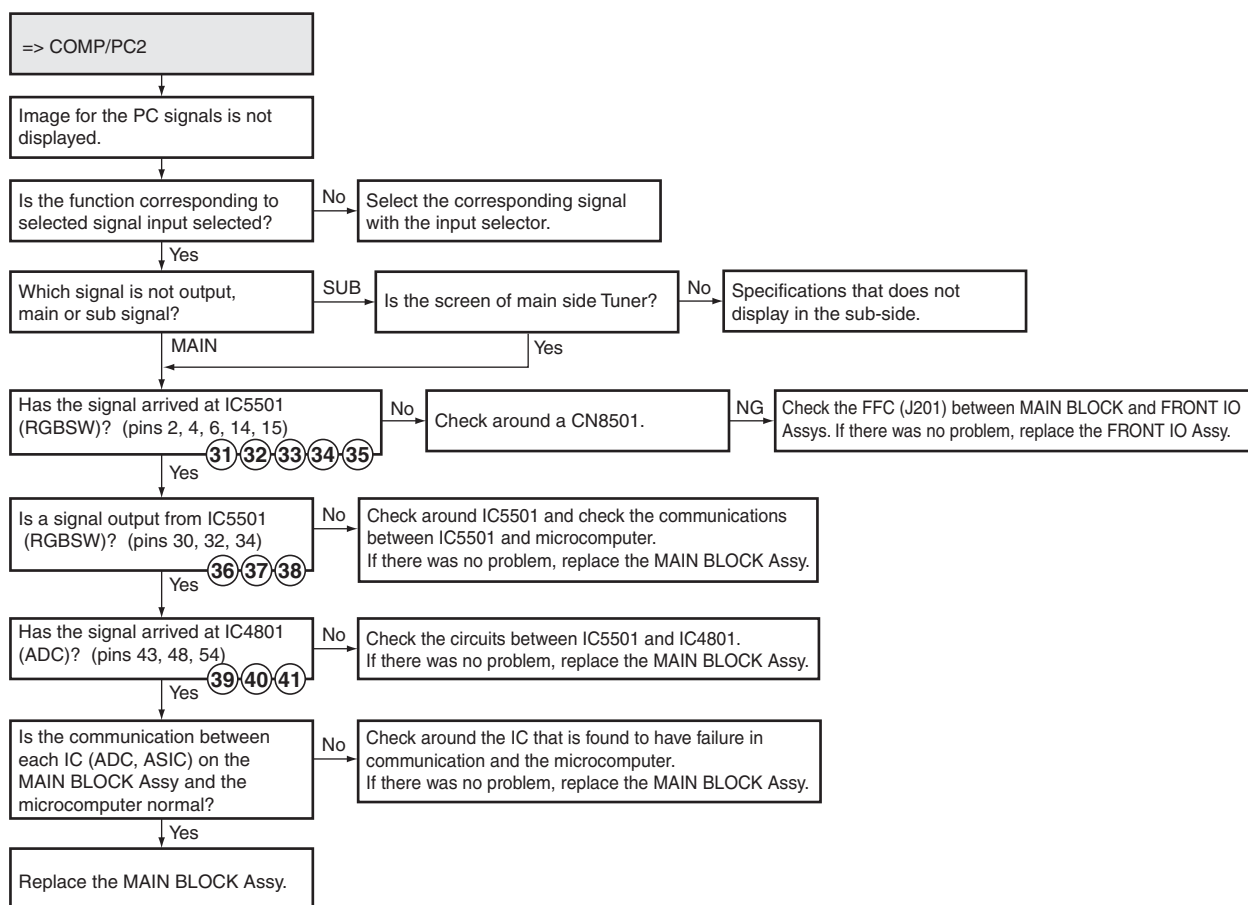 => COMP/PC2
Image for the PC signals is not
displayed.
Is the function corresponding to
selected signal input selected?
No
Select the corresponding signal
with the input selector.
Yes
Which signal is not output,
main or sub signal?
SUB
Is the screen of main side Tuner?
No
Specifications that does not
display in the sub-side.
MAIN
Yes
Has the signal arrived at IC5501
(RGBSW)? (pins 2, 4, 6, 14, 15)
31 32 33 34 35
No
Check around a CN8501.
NG
Check the FFC (J201) between MAIN BLOCK and FRONT IO
Assys. If there was no problem, replace the FRONT IO Assy.
Yes
Is a signal output from IC5501
(RGBSW)? (pins 30, 32, 34)
36 37 38
No
Check around IC5501 and check the communications
between IC5501 and microcomputer.
If there was no problem, replace the MAIN BLOCK Assy.
Yes
Has the signal arrived at IC4801
(ADC)? (pins 43, 48, 54)
39 40 41
No
Check the circuits between IC5501 and IC4801.
If there was no problem, replace the MAIN BLOCK Assy.
Yes
Is the communication between
each IC (ADC, ASIC) on the
MAIN BLOCK Assy and the
microcomputer normal?
No
Check around the IC that is found to have failure in
communication and the microcomputer.
If there was no problem, replace the MAIN BLOCK Assy.
Yes
Replace the MAIN BLOCK Assy.